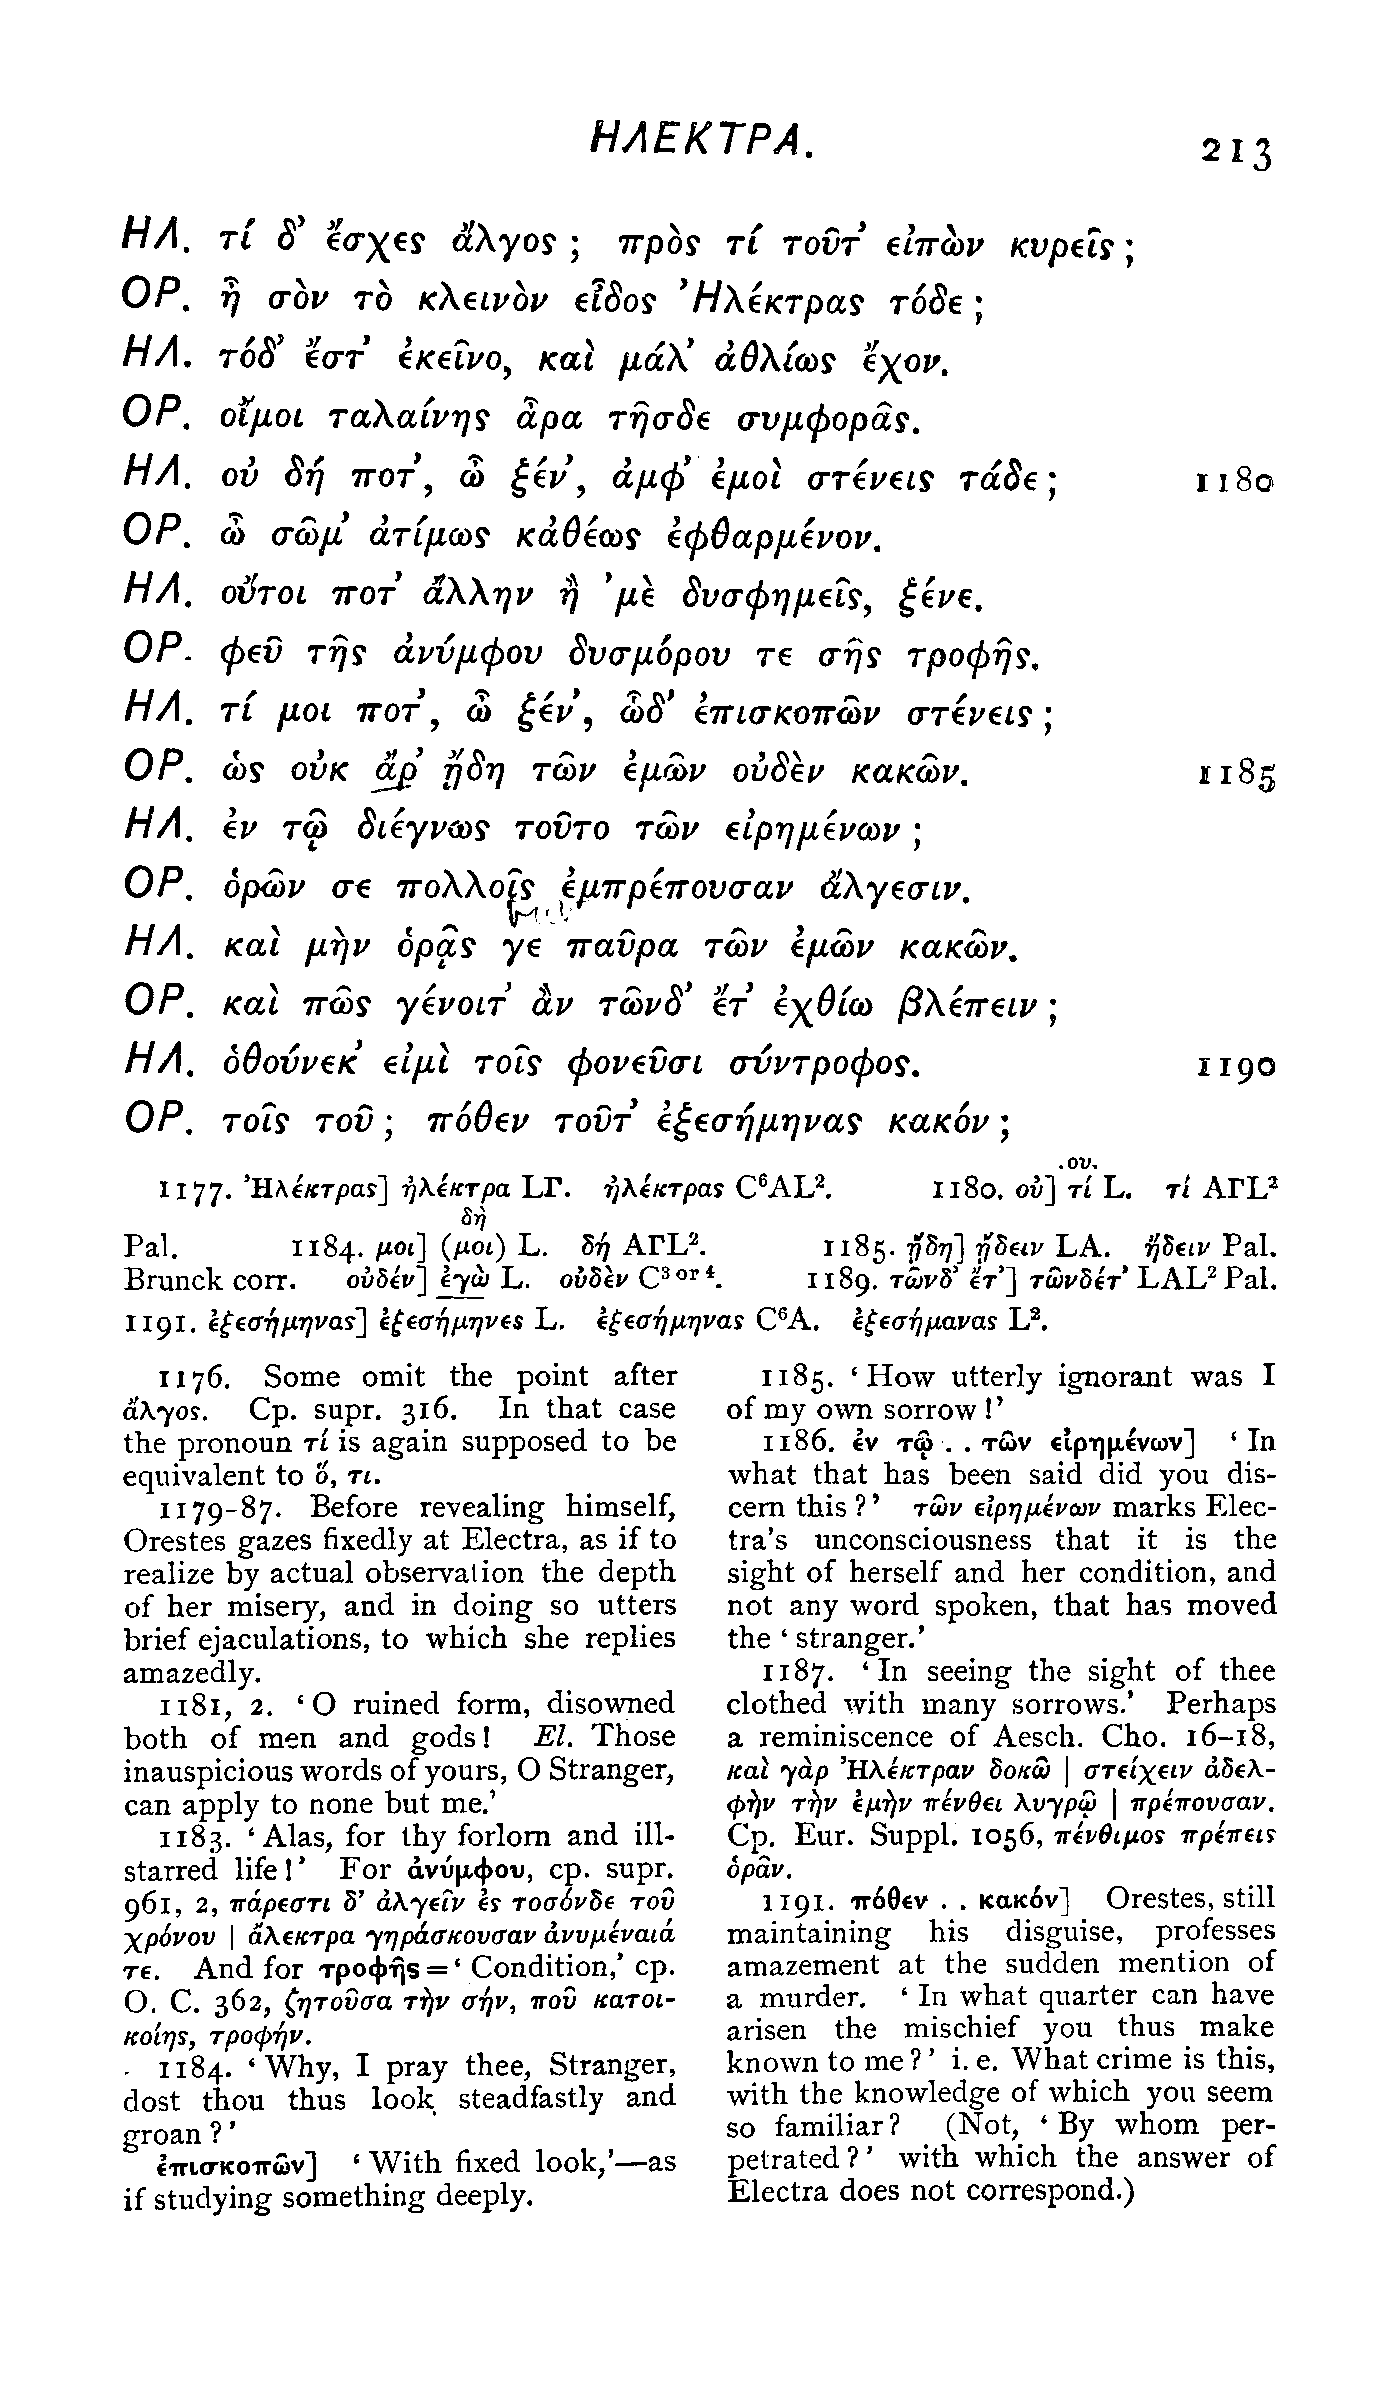 ΗΛΕΚΤΡΑ. 213
ΗΛ. τί δ’ ἔσχες ἄλγος ; πρὸς τί τοῦτ’ εἰπὼν κυρεῖς ;
ΟΡ. ἦ σὸν τὸ κλεινὸν εἶδος Ἠλέκτρας τόδε ;
ΗΛ. τόδ’ ἔστ’ ἐκεῖνο, καὶ μάλ’ ἀθλίως ἔχον.
ΟΡ. οἴμοι ταλαίνης ἆρα τῆσδε συμφορᾶς.
ΗΛ. οὐ δή ποτ’, ὦ ξέν’, ἀμφ’ ἐμοὶ στένεις τάδε ; 1180
ΟΡ. ὦ σῶμ’ ἀτίμως κἀθέως ἐφθαρμένον.
ΗΛ. οὔτοι ποτ’ ἄλλην ἢ ’μὲ δυσφημεῖς, ξένε.
ΟΡ. φεῦ τῆς ἀνύμφου δυσμόρου τε σῆς τροφῆς.
ΗΛ. τί μοι ποτ’, ὦ ξέν’, ὧδ’ ἐπισκοπῶν στένεις ;
ΟΡ. ὡς οὐκ ἄρ’ ᾔδη τῶν ἐμῶν οὐδὲν κακῶν. 1185
ΗΛ. ἐν τῷ διέγνως τοῦτο τῶν εἰρημένων ;
ΟΡ. ὁρῶν σε πολλοῖς ἐμπρέπουσαν ἄλγεσιν.
ΗΛ. καὶ μὴν ὁρᾷς γε παῦρα τῶν ἐμῶν κακῶν.
ΟΡ. καὶ πῶς γένοιτ’ ἂν τῶνδ’ ἔτ’ ἐχθίω βλέπειν ;
ΗΛ. ὁθούνεκ’ εἰμὶ τοῖς φονεῦσι σύντροφος. 1190
ΟΡ. τοῖς τοῦ ; πόθεν τοῦτ’ ἐξεσήμηνας κακόν ;
.ου.
1177. Ἠλέκτρας] ἠλέκτρα LΓ. ἠλέκτρας C⁶AL². 1180. οὐ] τί L. τί ΑΓL²
δὴ
Pal. 1184. μοι] (μοι) L. δή ΑΓL². 1185. ᾔδη] ᾔδειν LA. ἤδειν Pal.
Brunck corr. οὐδέν] ἐγὼ L. οὐδὲν C³ ᵒʳ ⁴. 1189. τῶνδ’ ἔτ’] τῶνδέτ’ LAL² Pal.
1191. ἐξεσήμηνας] ἐξεσήμηνες L. ἐξεσήμηνας C⁶A. ἐξεσήμανας L².
1176. Some omit the point after
ἄλγος. Cp. supr. 316. In that case
the pronoun τί is again supposed to be
equivalent to ὅ, τι.
1179-87. Before revealing himself,
Orestes gazes fixedly at Electra, as if to
realize by actual observation the depth
of her misery, and in doing so utters
brief ejaculations, to which she replies
amazedly.
1181, 2. ‘O ruined form, disowned
both of men and gods! El. Those
inauspicious words of yours, O Stranger,
can apply to none but me.’
1183. ‘Alas, for thy forlorn and ill-
starred life!’ For ἀνύμφου, cp. supr.
961, 2, πάρεστι δ’ ἀλγεῖν ἐς τοσόνδε τοῦ
χρόνου | ἄλεκτρα γηράσκουσαν ἀνυμέναιά
τε. And for τροφῆς = ‘Condition,’ cp.
O. C. 362, ζητοῦσα τὴν σήν, ποῦ κατοι-
κοίης, τροφήν.
1184. ‘Why, I pray thee, Stranger,
dost thou thus look steadfastly and
groan?’
ἐπισκοπῶν] ‘With fixed look,’—as
if studying something deeply.
1185. ‘How utterly ignorant was I
of my own sorrow!’
1186. ἐν τῷ . . τῶν εἰρημένων] ‘In
what that has been said did you dis-
cern this?’ τῶν εἰρημένων marks Elec-
tra’s unconsciousness that it is the
sight of herself and her condition, and
not any word spoken, that has moved
the ‘stranger.’
1187. ‘In seeing the sight of thee
clothed with many sorrows.’ Perhaps
a reminiscence of Aesch. Cho. 16–18,
καὶ γὰρ Ἠλέκτραν δοκῶ | στείχειν ἀδελ-
φὴν τὴν ἐμὴν πένθει λυγρῷ | πρέπουσαν.
Cp. Eur. Suppl. 1056, πένθιμος πρέπεις
ὁρᾶν.
1191. πόθεν . . κακόν] Orestes, still
maintaining his disguise, professes
amazement at the sudden mention of
a murder. ‘In what quarter can have
arisen the mischief you thus make
known to me?’ i. e. What crime is this,
with the knowledge of which you seem
so familiar? (Not, ‘By whom per-
petrated?’ with which the answer of
Electra does not correspond.)